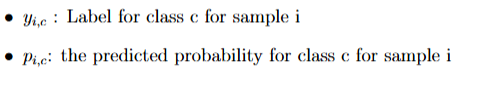 • y_{i,c} : Label for class c for sample i
• p_{i,c}: the predicted probability for class c for sample i